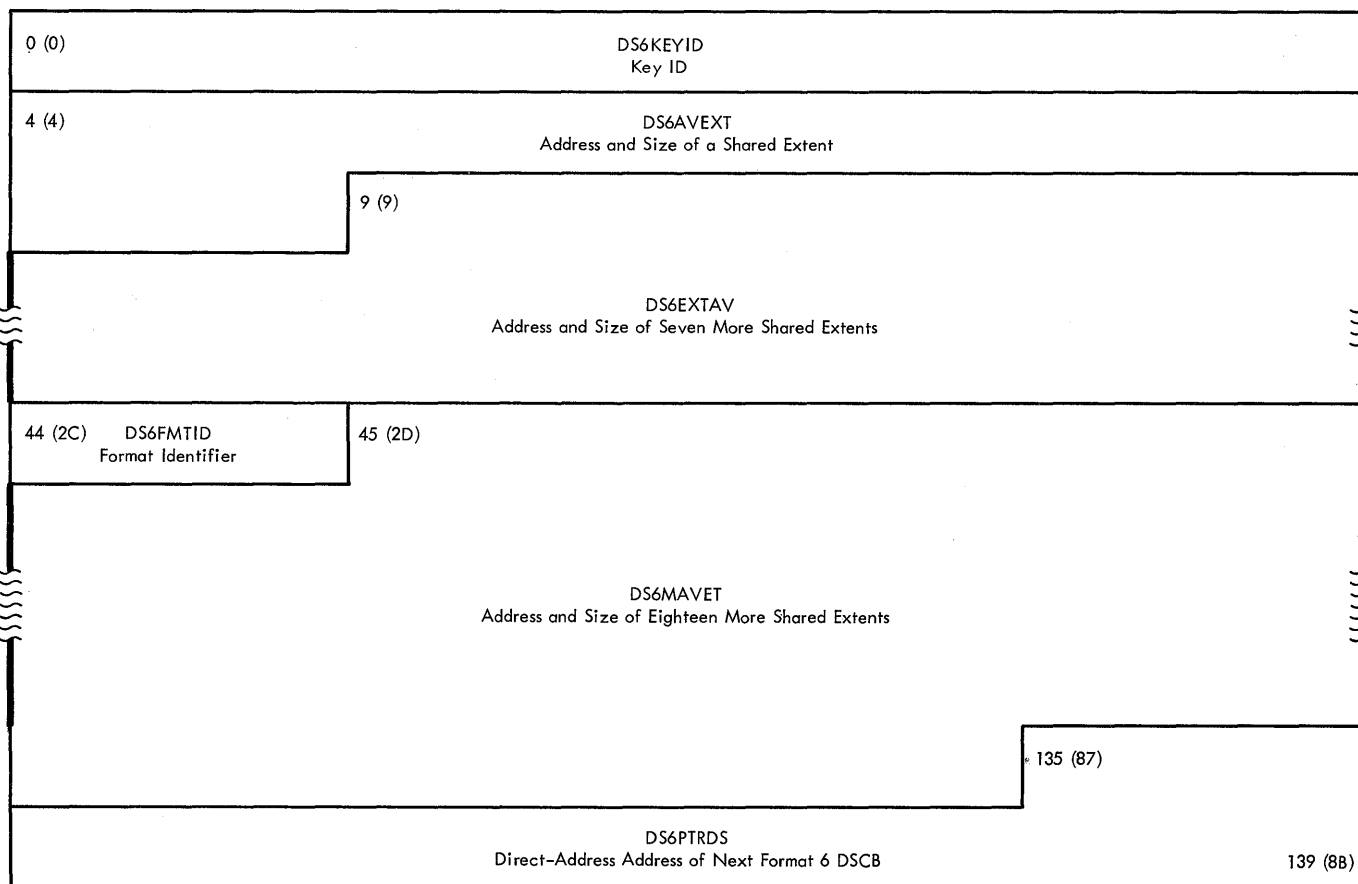 0 (0) DS6KEYID
Key ID
4 (4) DS6AVEXT
Address and Size of a Shared Extent
9 (9)
DS6EXTAV
Address and Size of Seven More Shared Extents
44 (2C) DS6FMTID 45 (2D)
Format Identifier
DS6MAVET
Address and Size of Eighteen More Shared Extents
135 (87)
DS6PTRDS
Direct-Address Address of Next Format 6 DSCB 139 (8B)